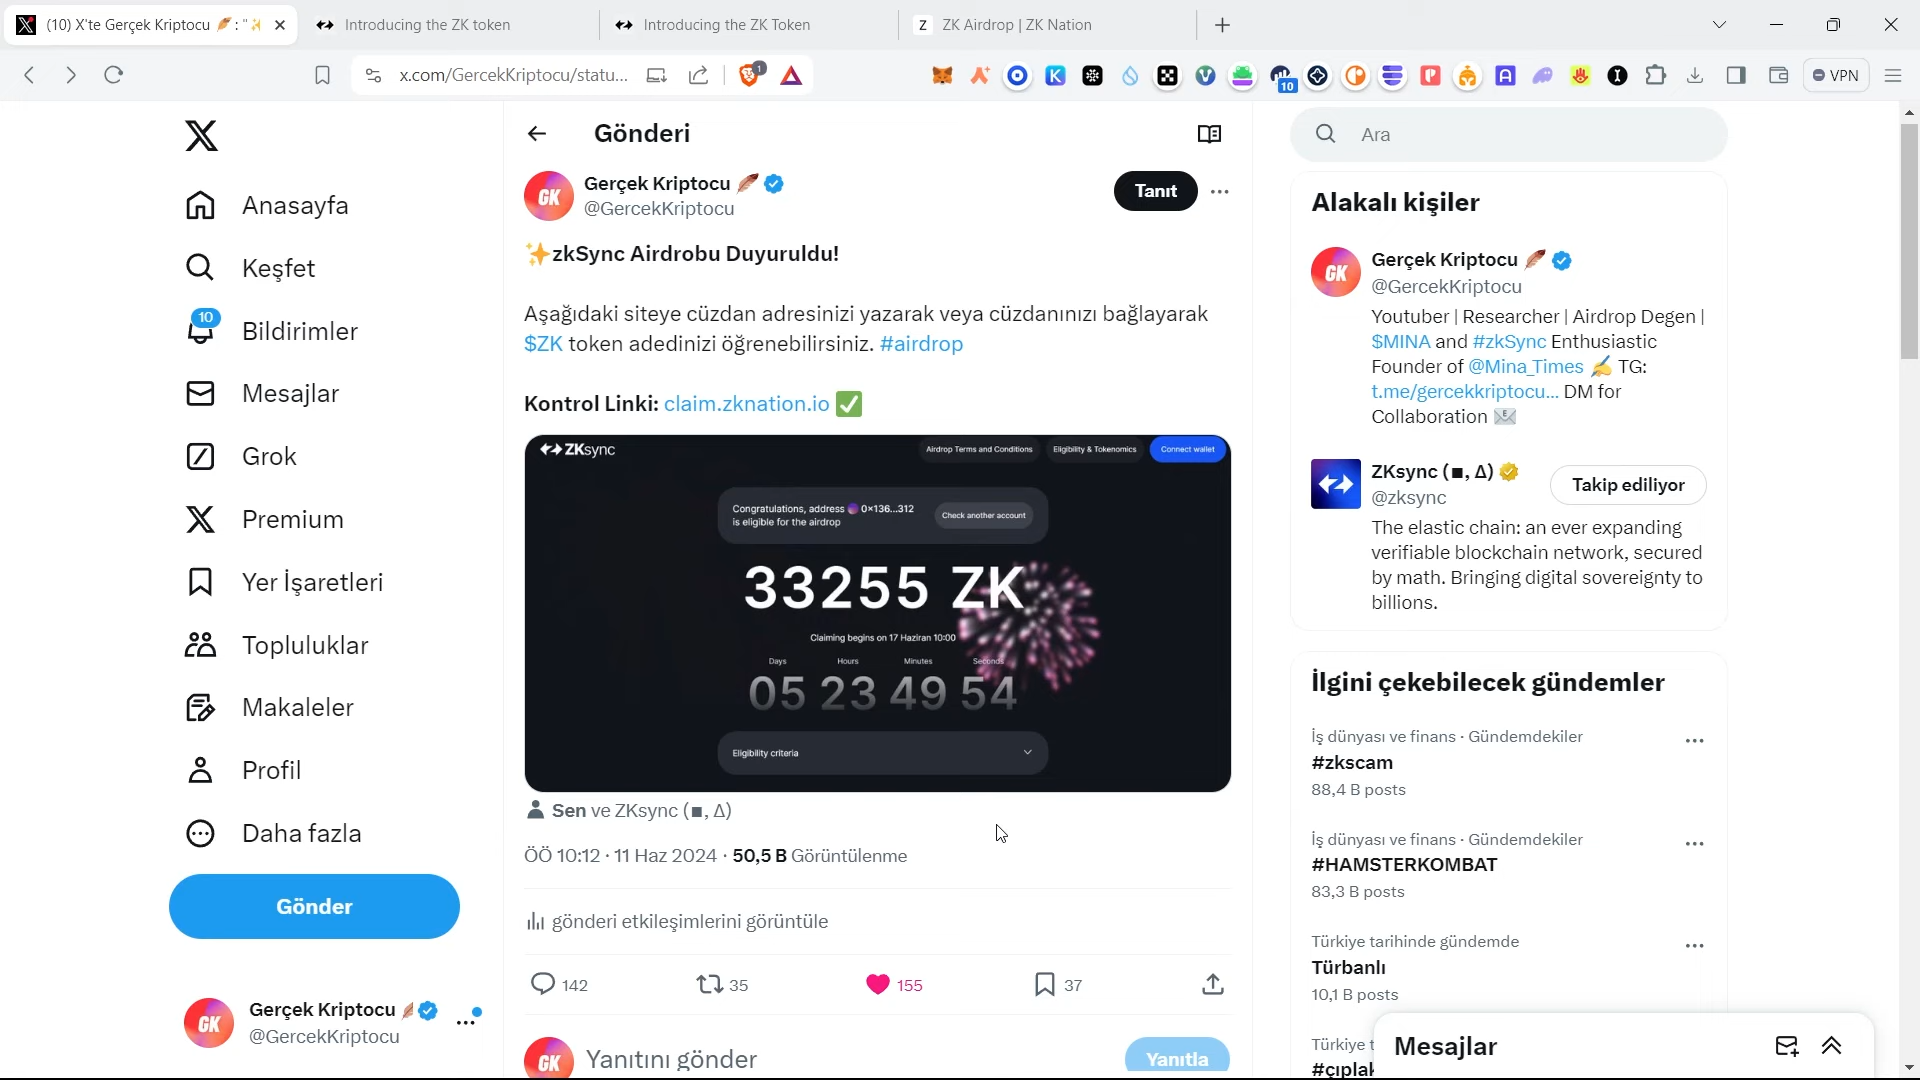 (10) X'te Gerçek Kriptocu 🪶: "✨
Introducing the ZK token
Introducing the ZK Token
Z ZK Airdrop | ZK Nation
x.com/GercekKriptocu/statu...
1
10
VPN
Anasayfa
Keşfet
10
Bildirimler
Mesajlar
Grok
Premium
Yer İşaretleri
Topluluklar
Makaleler
Profil
Daha fazla
Gönder
GK
Gerçek Kriptocu 🪶
@GercekKriptocu
Gönderi
GK
Gerçek Kriptocu 🪶
@GercekKriptocu
Tanıt
✨zkSync Airdrobu Duyuruldu!
Aşağıdaki siteye cüzdan adresinizi yazarak veya cüzdanınızı bağlayarak
$ZK token adedinizi öğrenebilirsiniz. #airdrop
Kontrol Linki: claim.zknation.io ✅
ZKsync
Airdrop Terms and Conditions
Eligibility & Tokenomics
Connect wallet
Congratulations, address 0×136...312
is eligible for the airdrop
Check another account
33255 ZK
Claiming begins on 17 Haziran 10:00
Days Hours Minutes Seconds
05 23 49 54
Eligibility criteria
Sen ve ZKsync (∎, ∆)
ÖÖ 10:12 · 11 Haz 2024 · 50,5 B Görüntülenme
gönderi etkileşimlerini görüntüle
142
35
155
37
GK
Yanıtını gönder
Yanıtla
Ara
Alakalı kişiler
GK
Gerçek Kriptocu 🪶
@GercekKriptocu
Youtuber | Researcher | Airdrop Degen |
$MINA and #zkSync Enthusiastic
Founder of @Mina_Times ✍️ TG:
t.me/gercekkriptocu... DM for
Collaboration 📧
ZKsync (∎, ∆)
@zksync
Takip ediliyor
The elastic chain: an ever expanding
verifiable blockchain network, secured
by math. Bringing digital sovereignty to
billions.
İlgini çekebilecek gündemler
İş dünyası ve finans · Gündemdekiler
#zkscam
88,4 B posts
İş dünyası ve finans · Gündemdekiler
#HAMSTERKOMBAT
83,3 B posts
Türkiye tarihinde gündemde
Türbanlı
10,1 B posts
Türkiye
Mesajlar